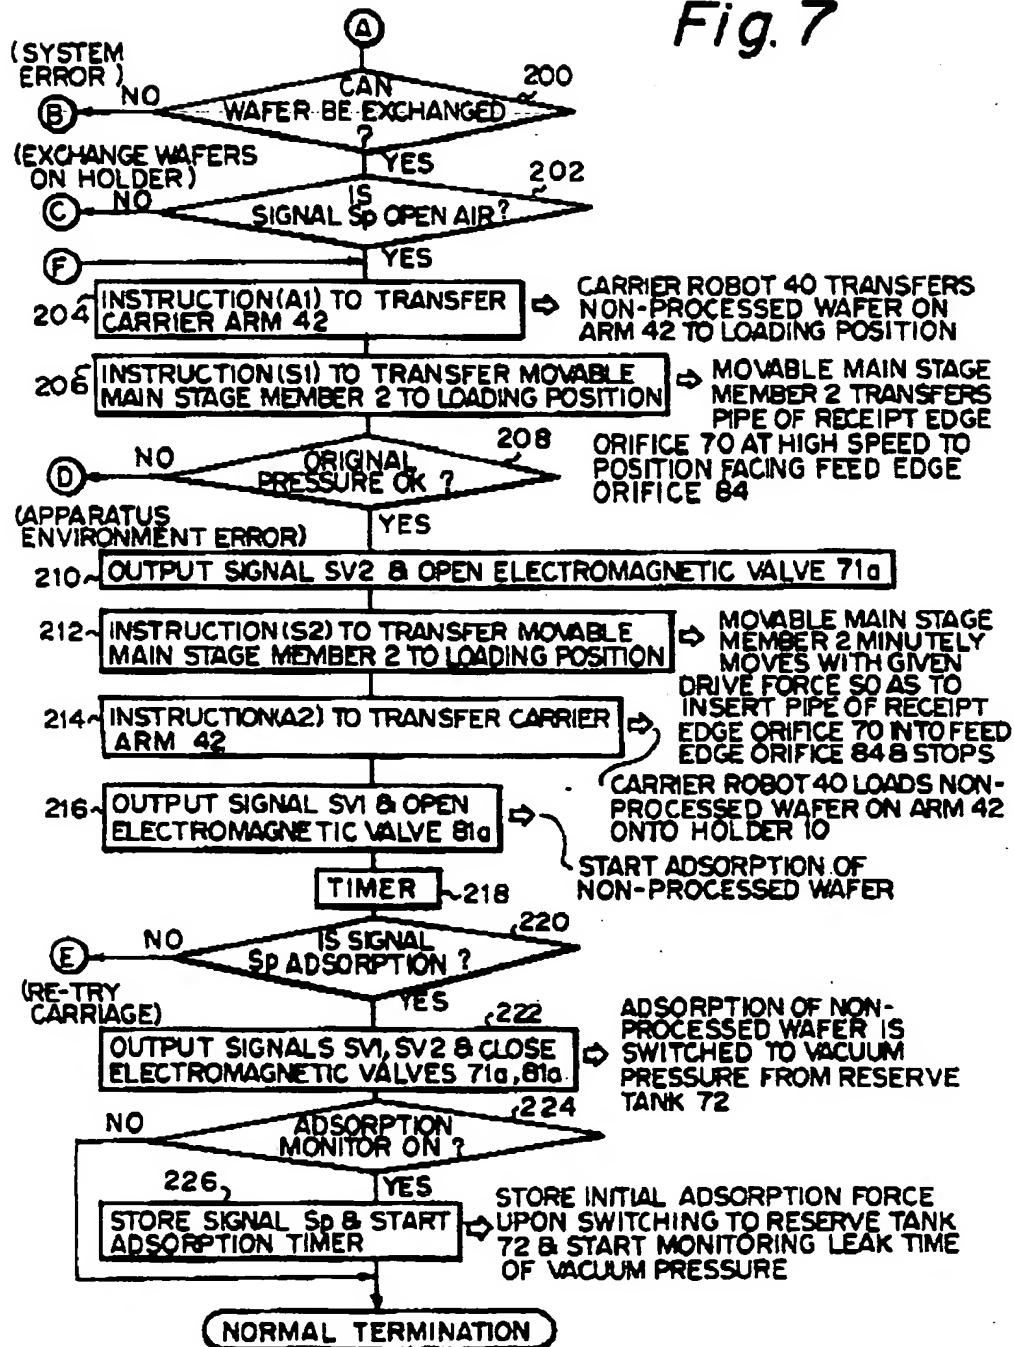 Fig. 7
A
(SYSTEM
ERROR)
NO
B
CAN
WAFER BE EXCHANGED
?
200
YES
(EXCHANGE WAFERS
ON HOLDER)
NO
C
IS
SIGNAL Sp OPEN AIR?
202
YES
F
204
INSTRUCTION(A1) TO TRANSFER
CARRIER ARM 42
CARRIER ROBOT 40 TRANSFERS
NON-PROCESSED WAFER ON
ARM 42 TO LOADING POSITION
206
INSTRUCTION(S1) TO TRANSFER MOVABLE
MAIN STAGE MEMBER 2 TO LOADING POSITION
MOVABLE MAIN STAGE
MEMBER 2 TRANSFERS
PIPE OF RECEIPT EDGE
ORIFICE 70 AT HIGH SPEED TO
POSITION FACING FEED EDGE
ORIFICE 84
208
NO
D
ORIGINAL
PRESSURE OK ?
YES
(APPARATUS
ENVIRONMENT ERROR)
210
OUTPUT SIGNAL SV2 & OPEN ELECTROMAGNETIC VALVE 71a
212
INSTRUCTION(S2) TO TRANSFER MOVABLE
MAIN STAGE MEMBER 2 TO LOADING POSITION
MOVABLE MAIN STAGE
MEMBER 2 MINUTELY
MOVES WITH GIVEN
DRIVE FORCE SO AS TO
INSERT PIPE OF RECEIPT
EDGE ORIFICE 70 INTO FEED
EDGE ORIFICE 84 & STOPS
214
INSTRUCTION(A2) TO TRANSFER CARRIER
ARM 42
CARRIER ROBOT 40 LOADS NON-
PROCESSED WAFER ON ARM 42
ONTO HOLDER 10
216
OUTPUT SIGNAL SV1 & OPEN
ELECTROMAGNETIC VALVE 81a
START ADSORPTION OF
NON-PROCESSED WAFER
TIMER
218
220
NO
E
IS SIGNAL
Sp ADSORPTION ?
(RE-TRY
CARRIAGE)
YES
222
OUTPUT SIGNALS SV1, SV2 & CLOSE
ELECTROMAGNETIC VALVES 71a, 81a
ADSORPTION OF NON-
PROCESSED WAFER IS
SWITCHED TO VACUUM
PRESSURE FROM RESERVE
TANK 72
224
NO
ADSORPTION
MONITOR ON ?
YES
226
STORE SIGNAL Sp & START
ADSORPTION TIMER
STORE INITIAL ADSORPTION FORCE
UPON SWITCHING TO RESERVE TANK
72 & START MONITORING LEAK TIME
OF VACUUM PRESSURE
NORMAL TERMINATION